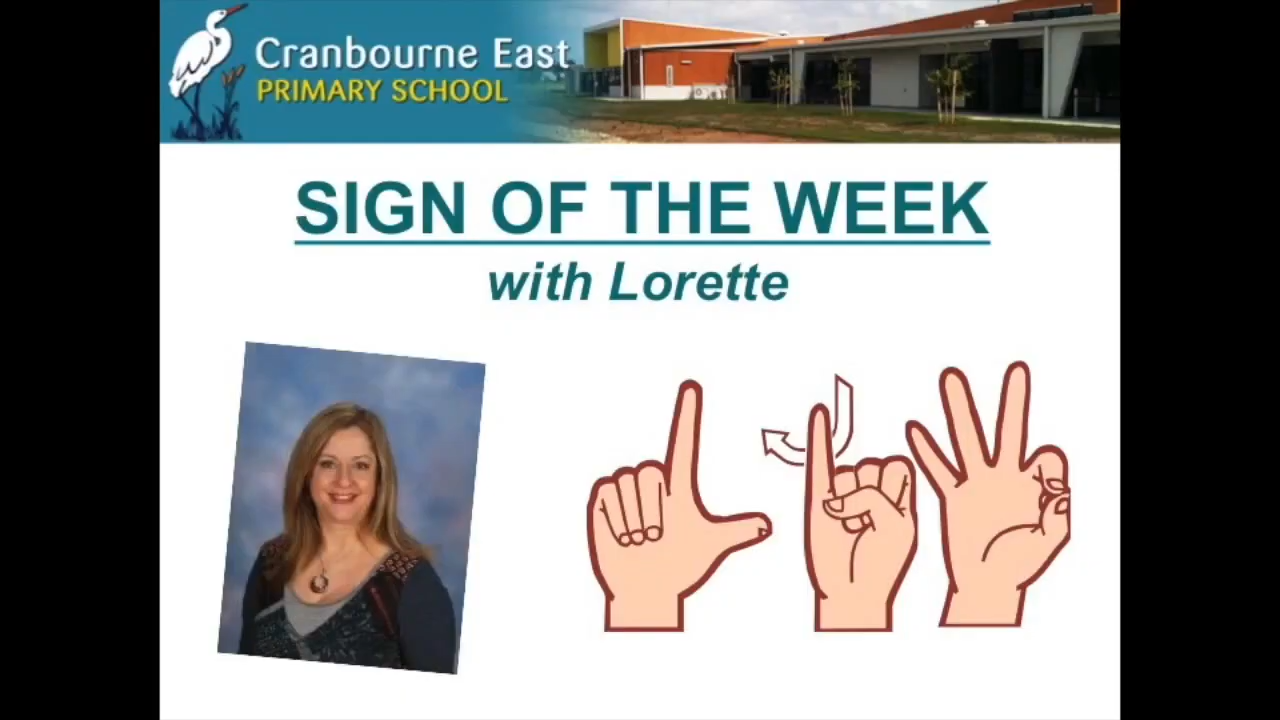 Cranbourne East
PRIMARY SCHOOL
SIGN OF THE WEEK
with Lorette